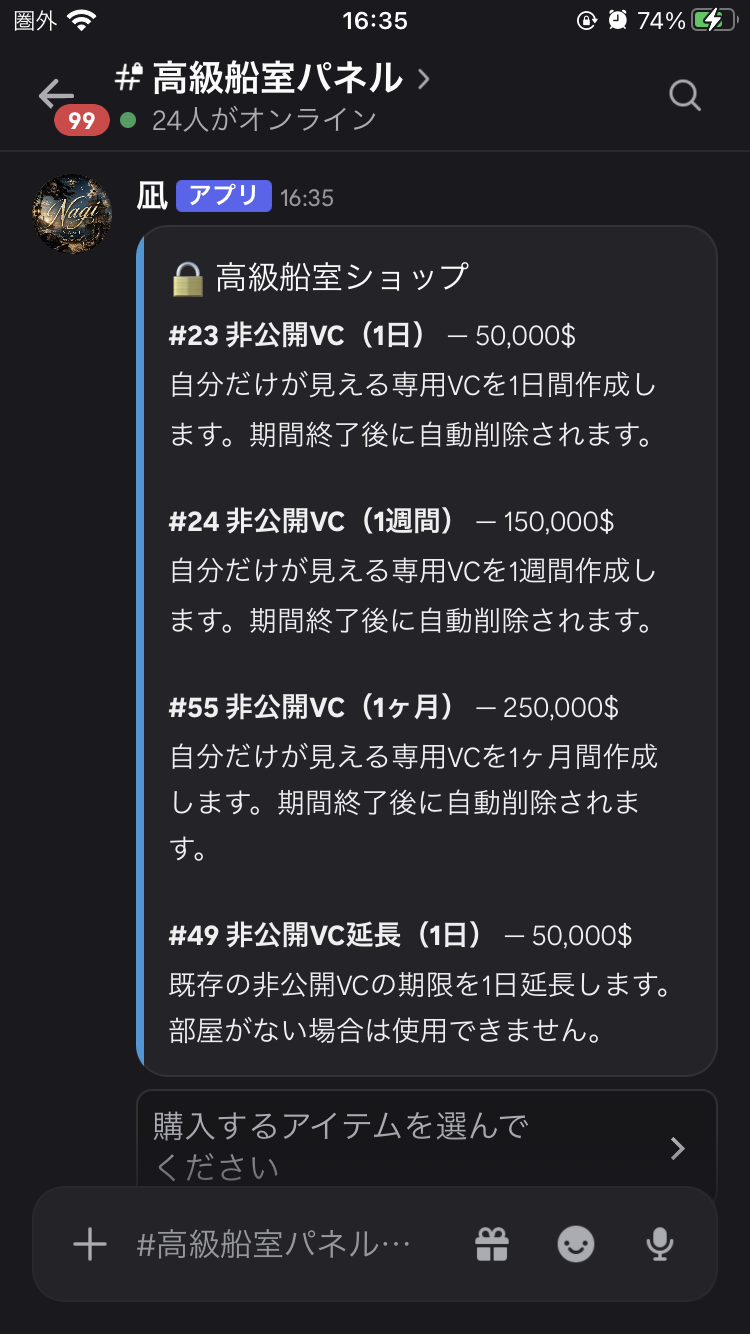 圏外 16:35 74%
# 高級船室パネル
99 24人がオンライン
Nagi
凪 アプリ 16:35
高級船室ショップ
#23 非公開VC（1日） — 50,000$
自分だけが見える専用VCを1日間作成し
ます。期間終了後に自動削除されます。
#24 非公開VC（1週間） — 150,000$
自分だけが見える専用VCを1週間作成し
ます。期間終了後に自動削除されます。
#55 非公開VC（1ヶ月） — 250,000$
自分だけが見える専用VCを1ヶ月間作成
します。期間終了後に自動削除されま
す。
#49 非公開VC延長（1日） — 50,000$
既存の非公開VCの期限を1日延長します。
部屋がない場合は使用できません。
購入するアイテムを選んで
ください
#高級船室パネル…